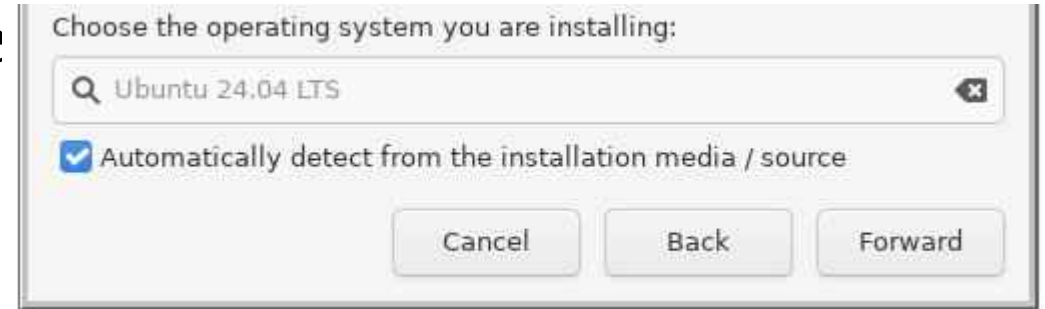 Choose the operating system you are installing:
Ubuntu 24.04 LTS
Automatically detect from the installation media / source
Cancel Back Forward